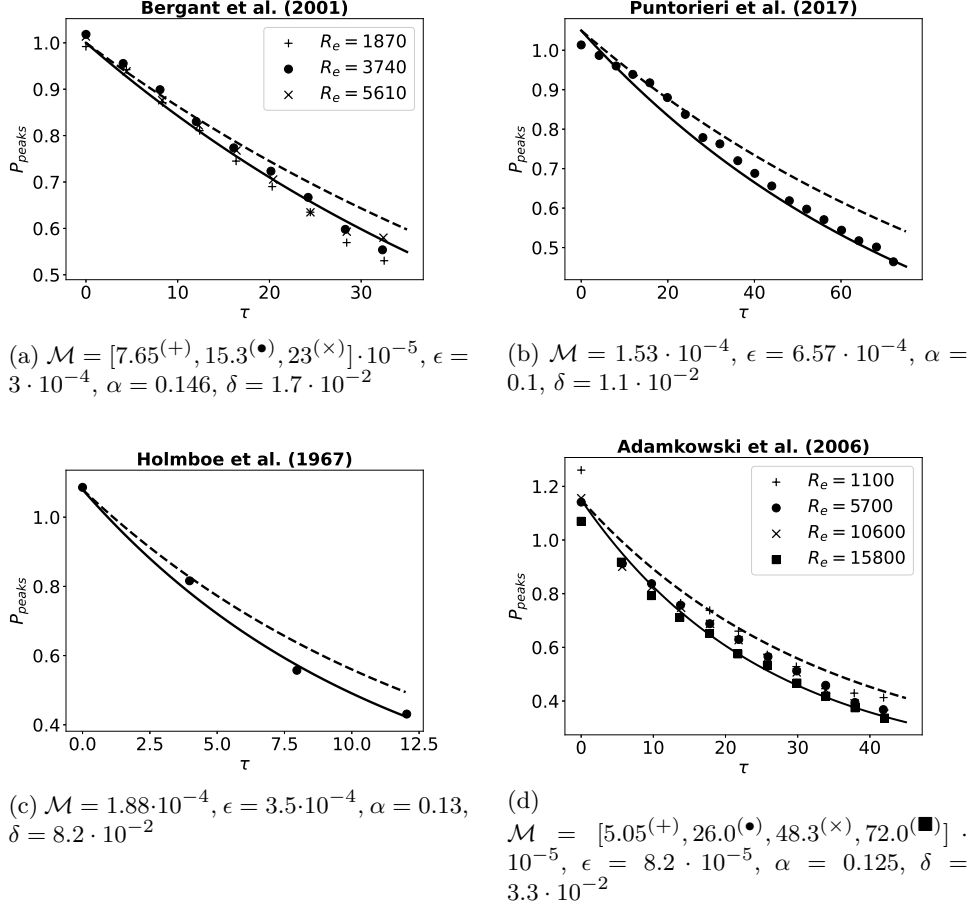 Bergant et al. (2001)
P_peaks
1.0
0.9
0.8
0.7
0.6
0.5
R_e = 1870
R_e = 3740
R_e = 5610
0 10 20 30
τ
(a) ℳ = [7.65^(+), 15.3^(●), 23^(×)]·10^−5, ϵ =
3 · 10^−4, α = 0.146, δ = 1.7 · 10^−2
Puntorieri et al. (2017)
P_peaks
1.0
0.9
0.8
0.7
0.6
0.5
0 20 40 60
τ
(b) ℳ = 1.53 · 10^−4, ϵ = 6.57 · 10^−4, α =
0.1, δ = 1.1 · 10^−2
Holmboe et al. (1967)
P_peaks
1.0
0.8
0.6
0.4
0.0 2.5 5.0 7.5 10.0 12.5
τ
(c) ℳ = 1.88·10^−4, ϵ = 3.5·10^−4, α = 0.13,
δ = 8.2 · 10^−2
Adamkowski et al. (2006)
P_peaks
1.2
1.0
0.8
0.6
0.4
R_e = 1100
R_e = 5700
R_e = 10600
R_e = 15800
0 10 20 30 40
τ
(d)
ℳ = [5.05^(+), 26.0^(●), 48.3^(×), 72.0^(■)] ·
10^−5, ϵ = 8.2 · 10^−5, α = 0.125, δ =
3.3 · 10^−2